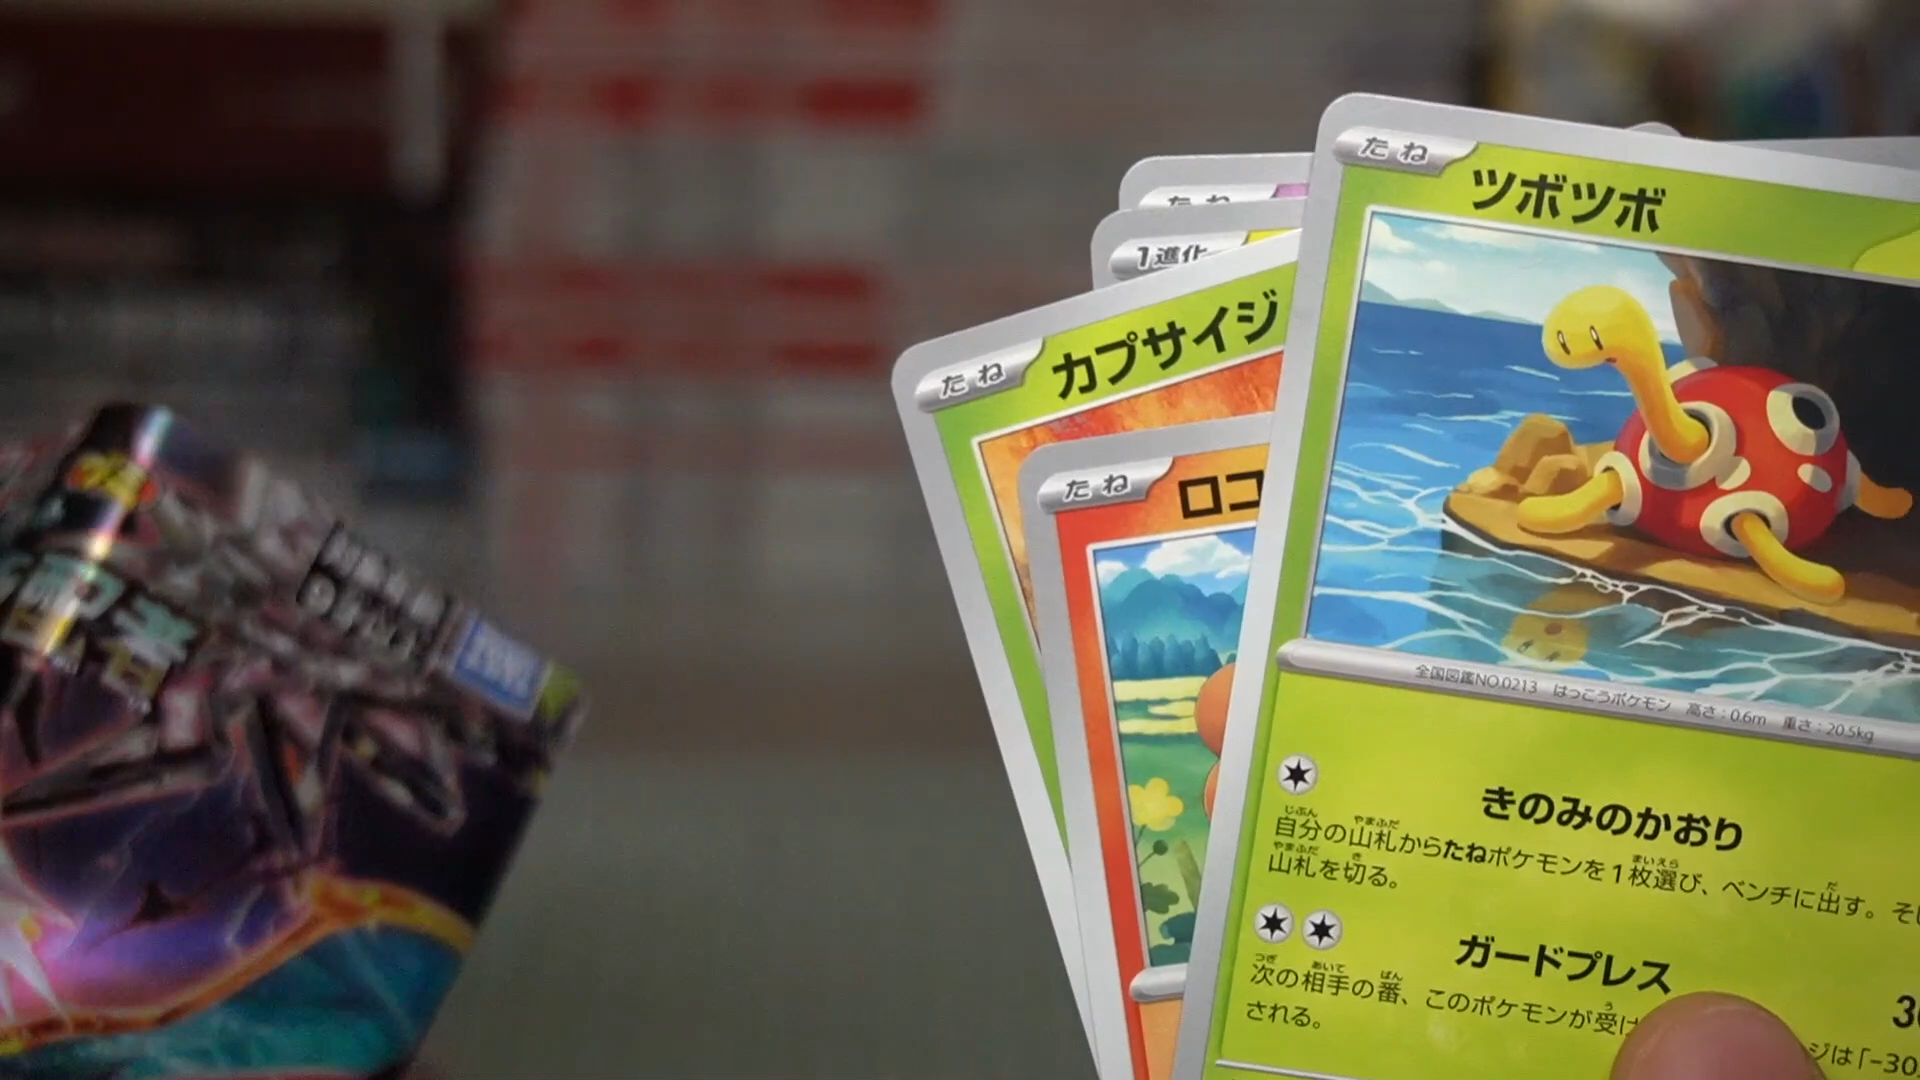 たね
1進化
たね
カプサイジ
たね
ロコ
たね
ツボツボ
全国図鑑NO.0213 はっこうポケモン 高さ:0.6m 重さ:20.5kg
きのみのかおり
自分の山札からたねポケモンを1枚選び、ベンチに出す。そし
山札を切る。
ガードプレス
30
次の相手の番、このポケモンが受け
ジは「-30」
される。